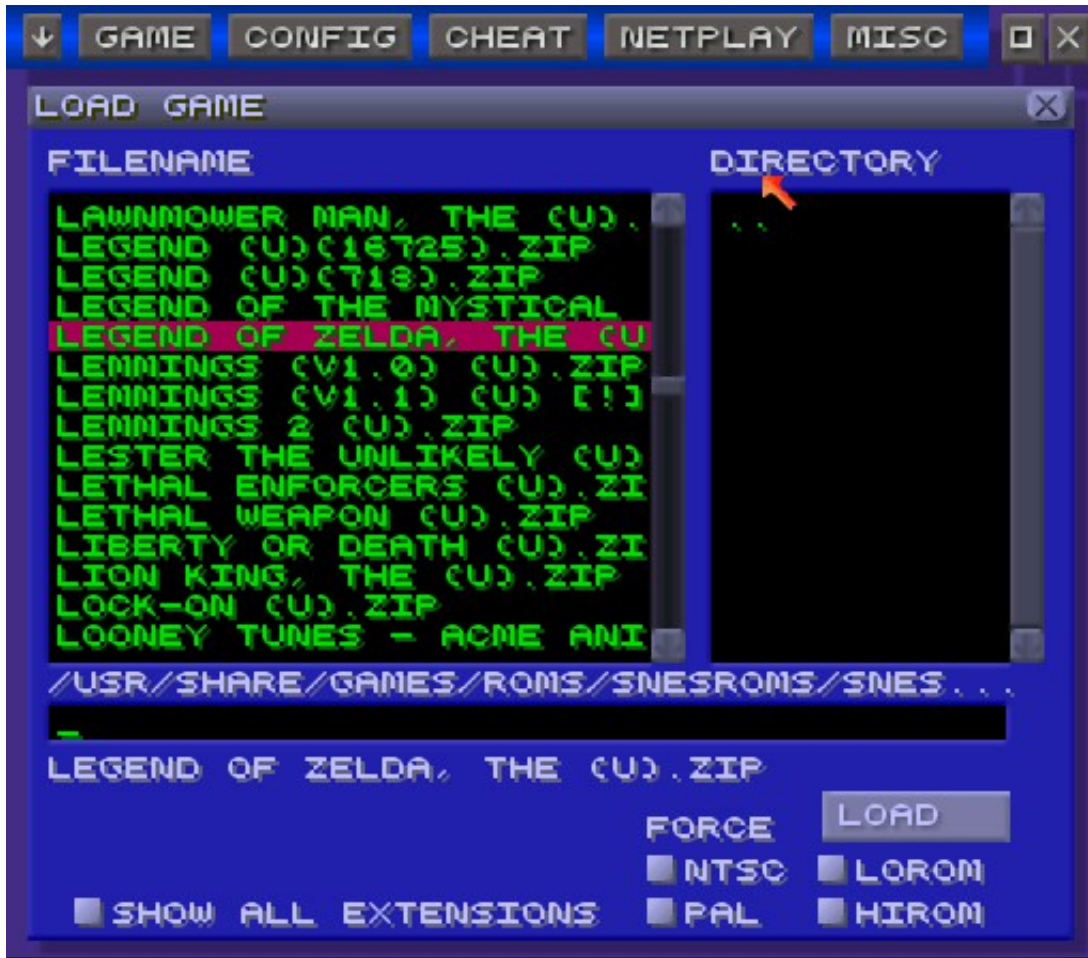 GAME CONFIG CHEAT NETPLAY MISC
LOAD GAME
FILENAME DIRECTORY
LAWNMOWER MAN, THE (U). ..
LEGEND (U)(16725).ZIP
LEGEND (U)(718).ZIP
LEGEND OF THE MYSTICAL
LEGEND OF ZELDA, THE (U
LEMMINGS (V1.0) (U).ZIP
LEMMINGS (V1.1) (U) [!]
LEMMINGS 2 (U).ZIP
LESTER THE UNLIKELY (U)
LETHAL ENFORCERS (U).ZI
LETHAL WEAPON (U).ZIP
LIBERTY OR DEATH (U).ZI
LION KING, THE (U).ZIP
LOCK-ON (U).ZIP
LOONEY TUNES - ACME ANI
/USR/SHARE/GAMES/ROMS/SNESROMS/SNES...
_
LEGEND OF ZELDA, THE (U).ZIP
FORCE LOAD
NTSC LOROM
SHOW ALL EXTENSIONS PAL HIROM